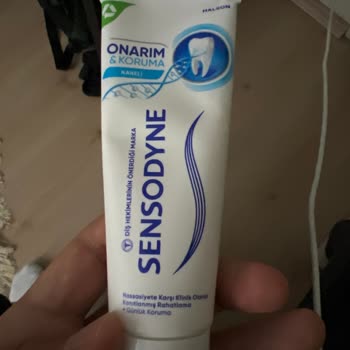 HALEON
ONARIM
& KORUMA
NANELİ
SENSODYNE
DİŞ HEKİMLERİNİN ÖNERDİĞİ MARKA
Hassasiyete Karşı Klinik Olarak
Kanıtlanmış Rahatlama
+ Günlük Koruma